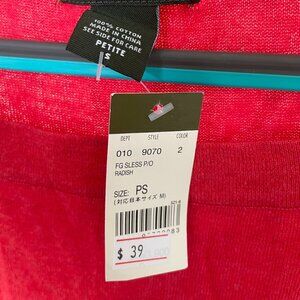 100% COTTON
MADE IN CHINA
SEE SIDE FOR CARE
PETITE
S
DEPT STYLE COLOR
010 9070 2
FG SLESS P/O
RADISH
SIZE: PS
(対応日本サイズ M)
$ 39